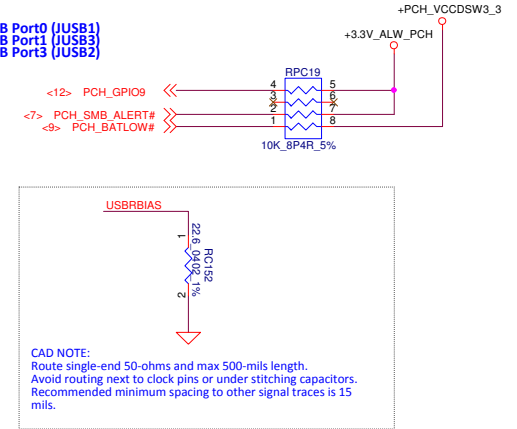 +PCH_VCCDSW3_3
B Port0 (JUSB1)
B Port1 (JUSB3)
B Port3 (JUSB2)
+3.3V_ALW_PCH
RPC19
<12> PCH_GPIO9 4 5
3 6
<7> PCH_SMB_ALERT# 2 7
<9> PCH_BATLOW# 1 8
10K_8P4R_5%
USBRBIAS
1
22.6_0402_1%
RC152
2
CAD NOTE:
Route single-end 50-ohms and max 500-mils length.
Avoid routing next to clock pins or under stitching capacitors.
Recommended minimum spacing to other signal traces is 15
mils.